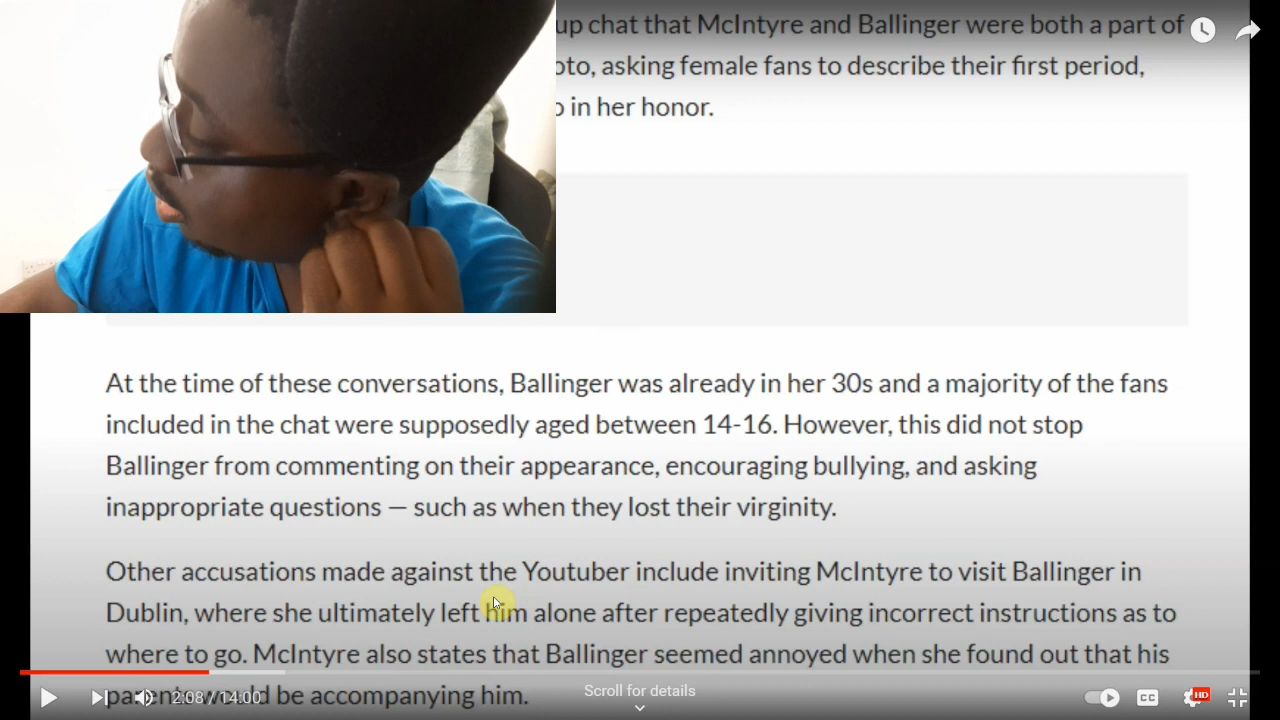 up chat that McIntyre and Ballinger were both a part of
oto, asking female fans to describe their first period,
o in her honor.
At the time of these conversations, Ballinger was already in her 30s and a majority of the fans
included in the chat were supposedly aged between 14-16. However, this did not stop
Ballinger from commenting on their appearance, encouraging bullying, and asking
inappropriate questions — such as when they lost their virginity.
Other accusations made against the Youtuber include inviting McIntyre to visit Ballinger in
Dublin, where she ultimately left him alone after repeatedly giving incorrect instructions as to
where to go. McIntyre also states that Ballinger seemed annoyed when she found out that his
parents would be accompanying him.
2:08 / 14:00
Scroll for details
CC
HD